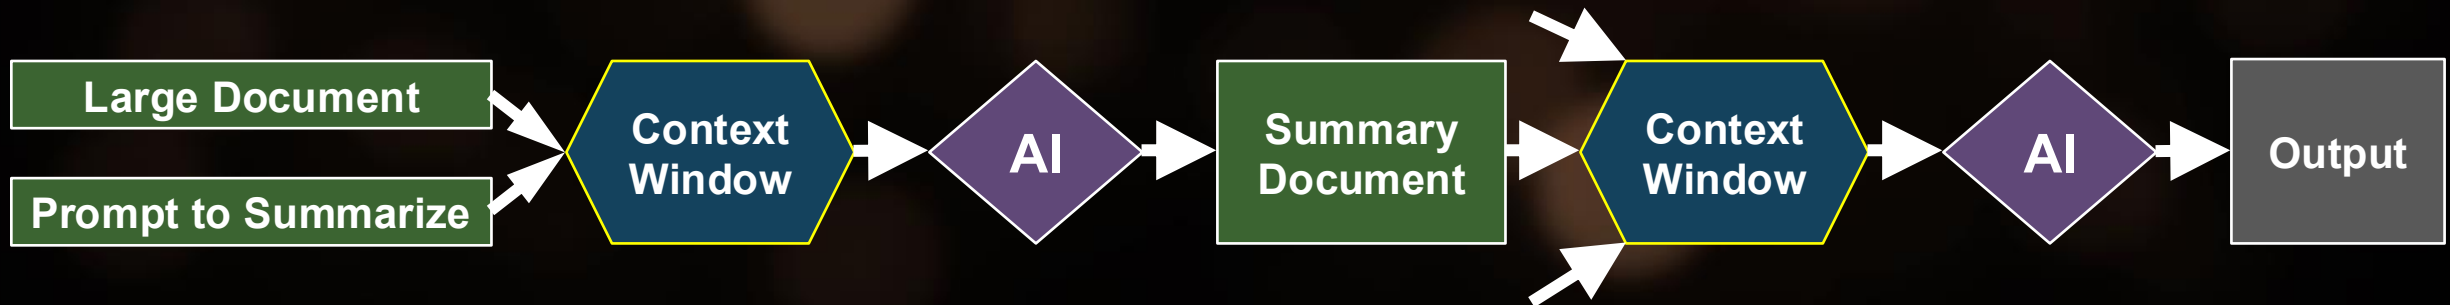 Large Document
Prompt to Summarize
Context
Window
AI
Summary
Document
Context
Window
AI
Output